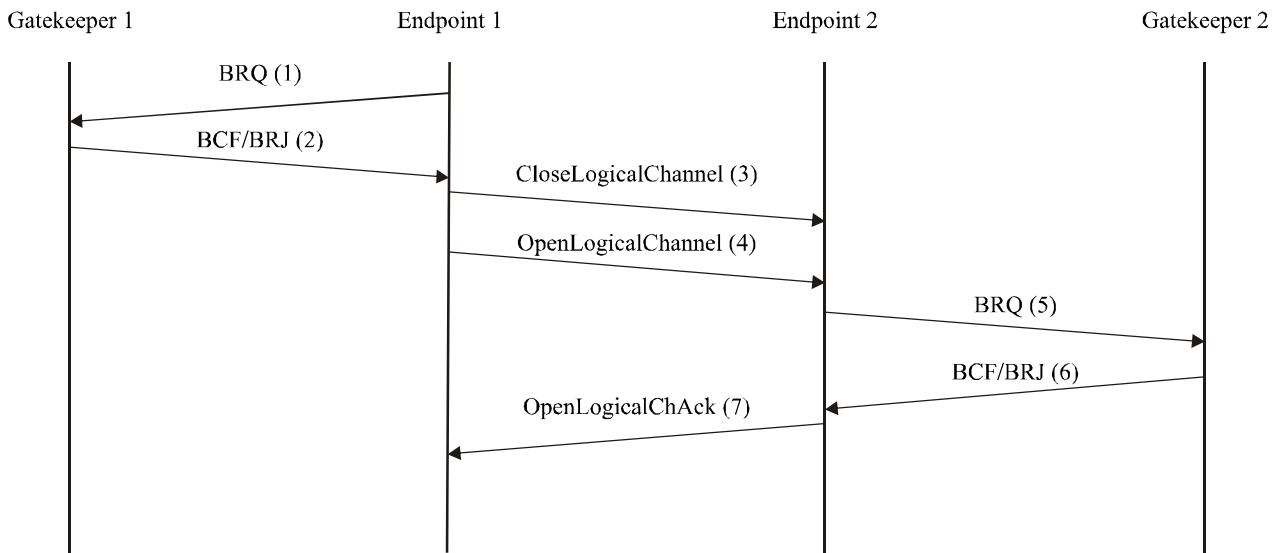 Gatekeeper 1
Endpoint 1
Endpoint 2
Gatekeeper 2
BRQ (1)
BCF/BRJ (2)
CloseLogicalChannel (3)
OpenLogicalChannel (4)
BRQ (5)
BCF/BRJ (6)
OpenLogicalChAck (7)